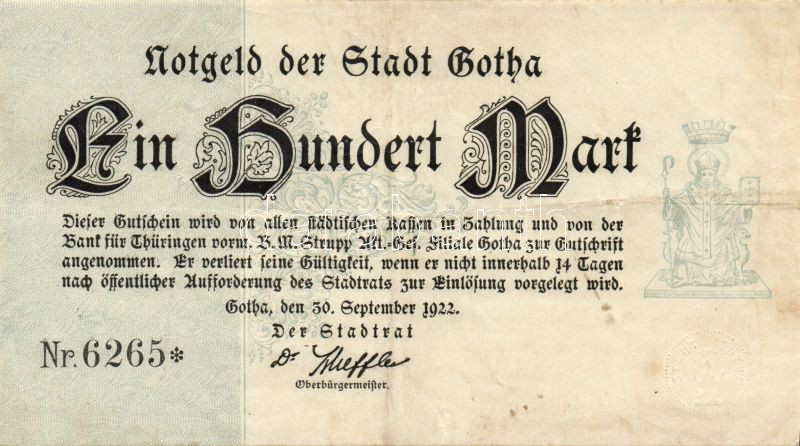 Notgeld der Stadt Gotha
Ein Hundert Mark
Dieser Gutschein wird von allen städtischen Kassen in Zahlung und von der
Bank für Thüringen vorm. B. M. Strupp Akt.-Ges. Filiale Gotha zur Gutschrift
angenommen. Er verliert seine Gültigkeit, wenn er nicht innerhalb 14 Tagen
nach öffentlicher Aufforderung des Stadtrats zur Einlösung vorgelegt wird.
Gotha, den 30. September 1922.
Der Stadtrat
Nr. 6265*
Dr Scheffler
Oberbürgermeister.